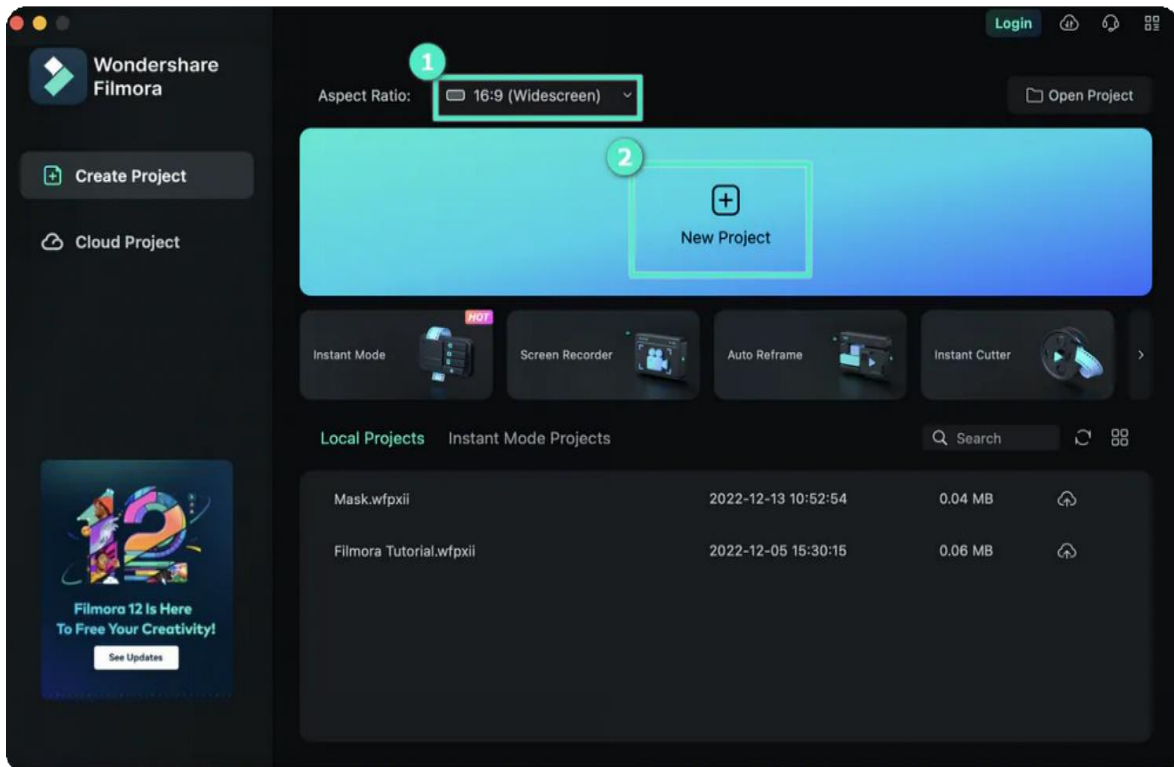 Login
Wondershare
Filmora
1
Aspect Ratio: 16:9 (Widescreen)
Open Project
Create Project
2
New Project
Cloud Project
HOT
Instant Mode
Screen Recorder
Auto Reframe
Instant Cutter
Local Projects Instant Mode Projects
Search
Mask.wfpxii 2022-12-13 10:52:54 0.04 MB
Filmora Tutorial.wfpxii 2022-12-05 15:30:15 0.06 MB
12
Filmora 12 Is Here
To Free Your Creativity!
See Updates